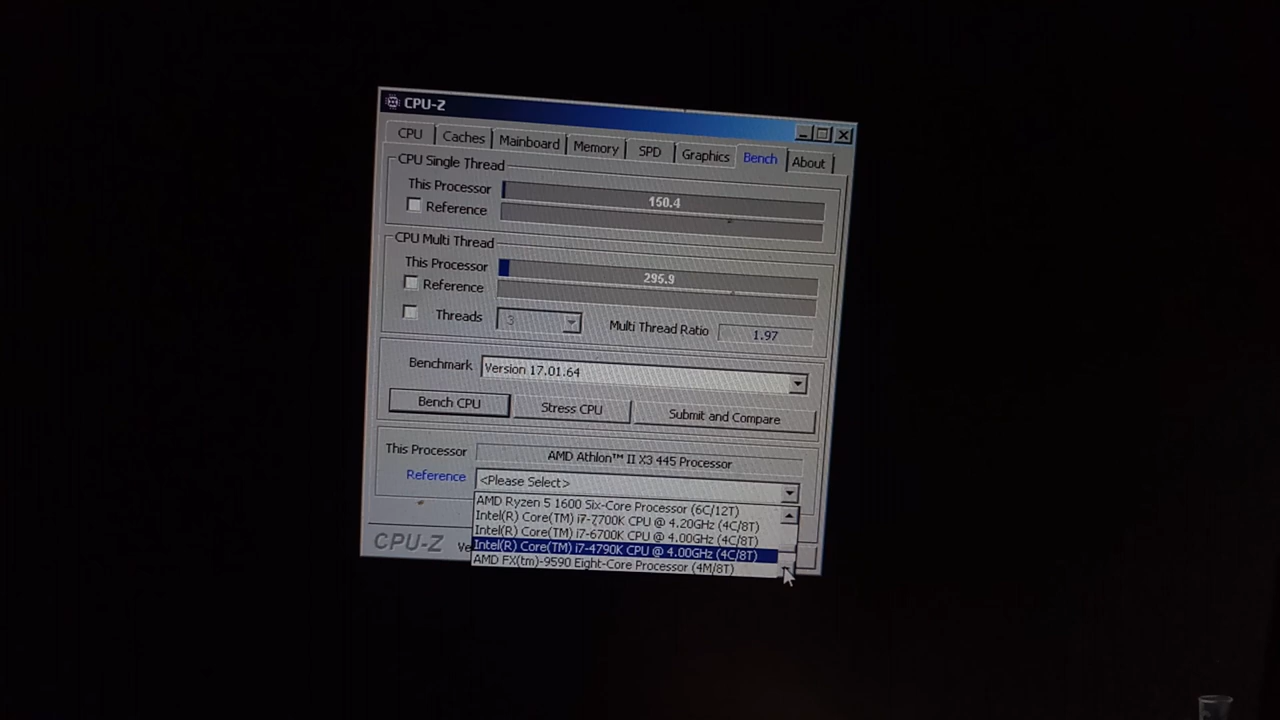 CPU-Z
CPU Caches Mainboard Memory SPD Graphics Bench About
CPU Single Thread
This Processor 150.4
Reference
CPU Multi Thread
This Processor 295.9
Reference
Threads 3 Multi Thread Ratio 1.97
Benchmark Version 17.01.64
Bench CPU Stress CPU Submit and Compare
This Processor AMD Athlon™ II X3 445 Processor
Reference <Please Select>
AMD Ryzen 5 1600 Six-Core Processor (6C/12T)
Intel(R) Core(TM) i7-7700K CPU @ 4.20GHz (4C/8T)
Intel(R) Core(TM) i7-6700K CPU @ 4.00GHz (4C/8T)
Intel(R) Core(TM) i7-4790K CPU @ 4.00GHz (4C/8T)
AMD FX(tm)-9590 Eight-Core Processor (4M/8T)
CPU-Z